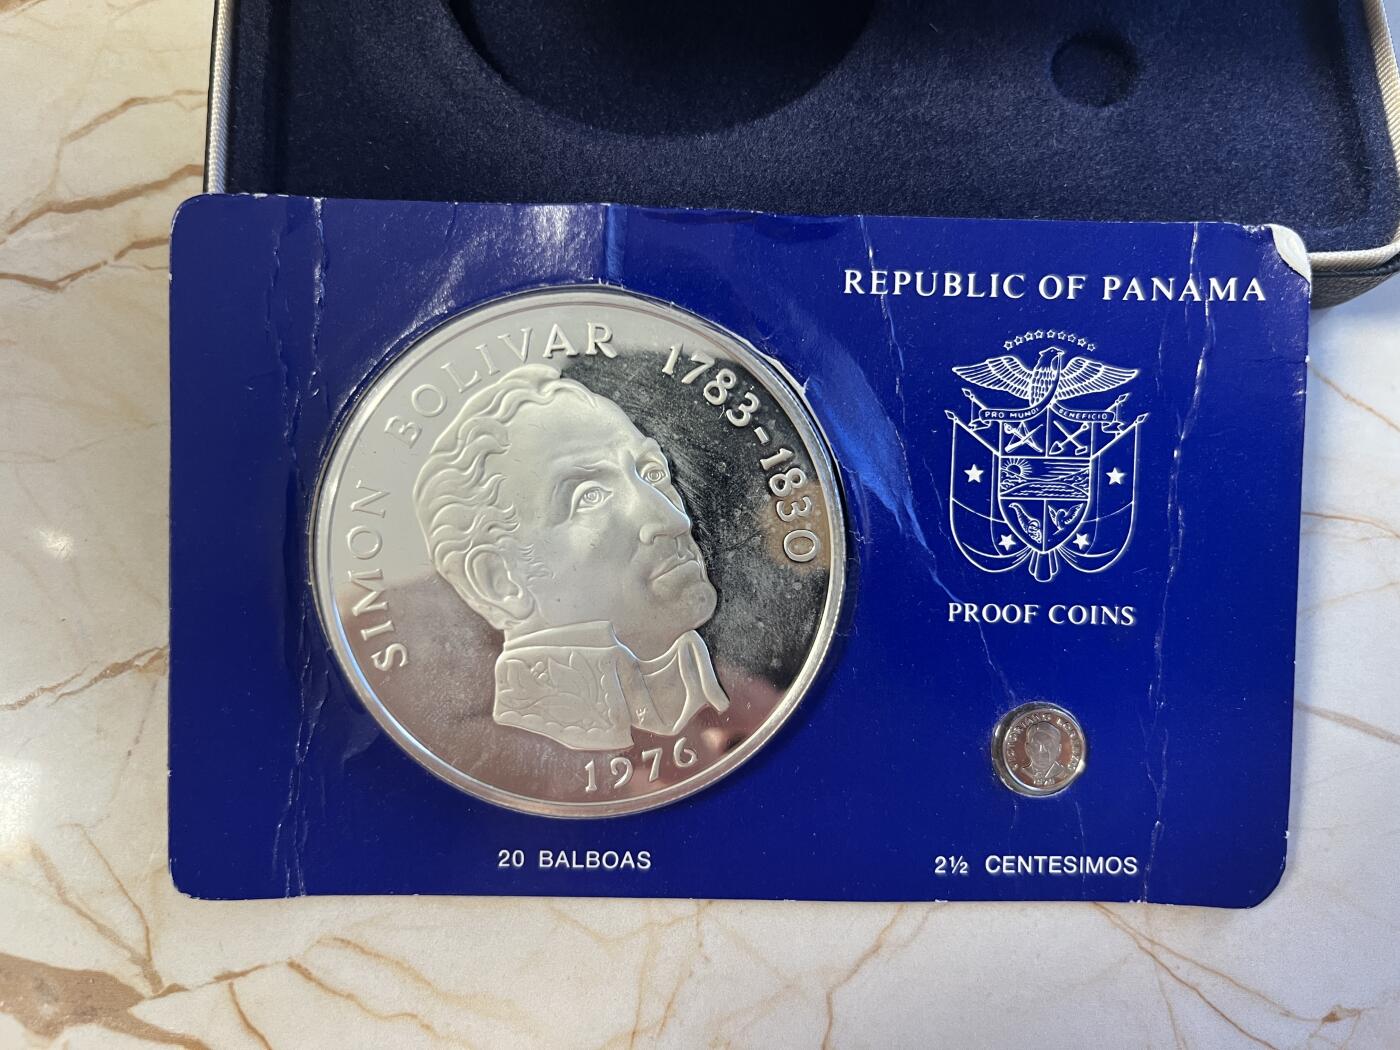 REPUBLIC OF PANAMA
PRO MUNDI BENEFICIO
PROOF COINS
SIMON BOLIVAR 1783-1830
1976
20 BALBOAS
2½ CENTESIMOS